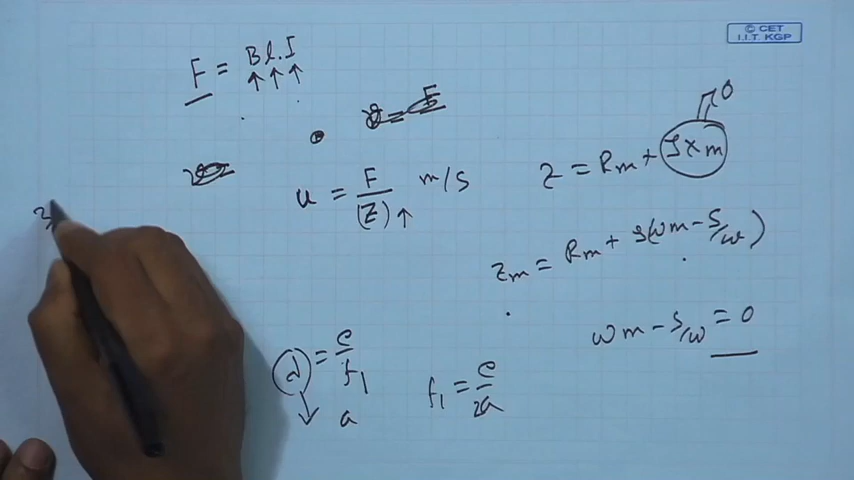 © CET
I.I.T. KGP
F = Bl.I
u = F/(Z) m/s
Z = Rm + jXm
0
Zm = Rm + j(ωm - S/ω)
ωm - S/ω = 0
λ = c/f1
a
f1 = c/2a